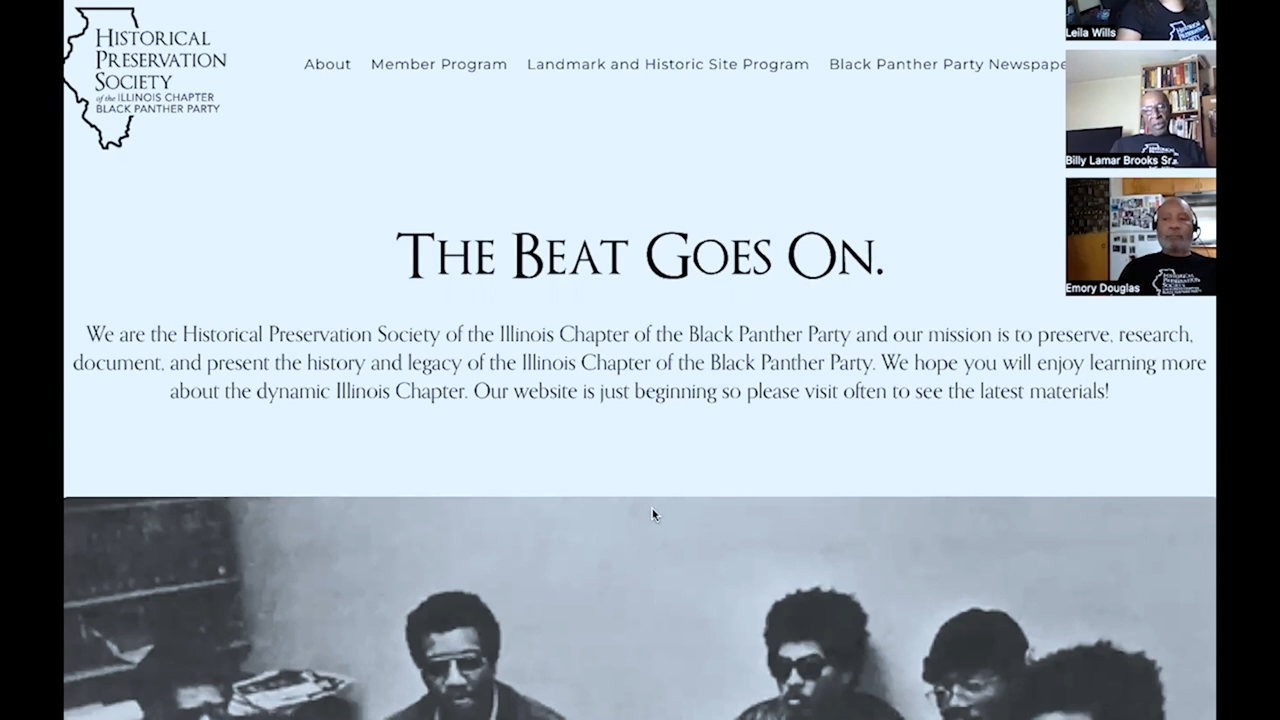 HISTORICAL
PRESERVATION
SOCIETY
of the ILLINOIS CHAPTER
BLACK PANTHER PARTY
About Member Program Landmark and Historic Site Program Black Panther Party Newspape
Leila Wills
Billy Lamar Brooks Sr.
Emory Douglas
THE BEAT GOES ON.
We are the Historical Preservation Society of the Illinois Chapter of the Black Panther Party and our mission is to preserve, research,
document, and present the history and legacy of the Illinois Chapter of the Black Panther Party. We hope you will enjoy learning more
about the dynamic Illinois Chapter. Our website is just beginning so please visit often to see the latest materials!